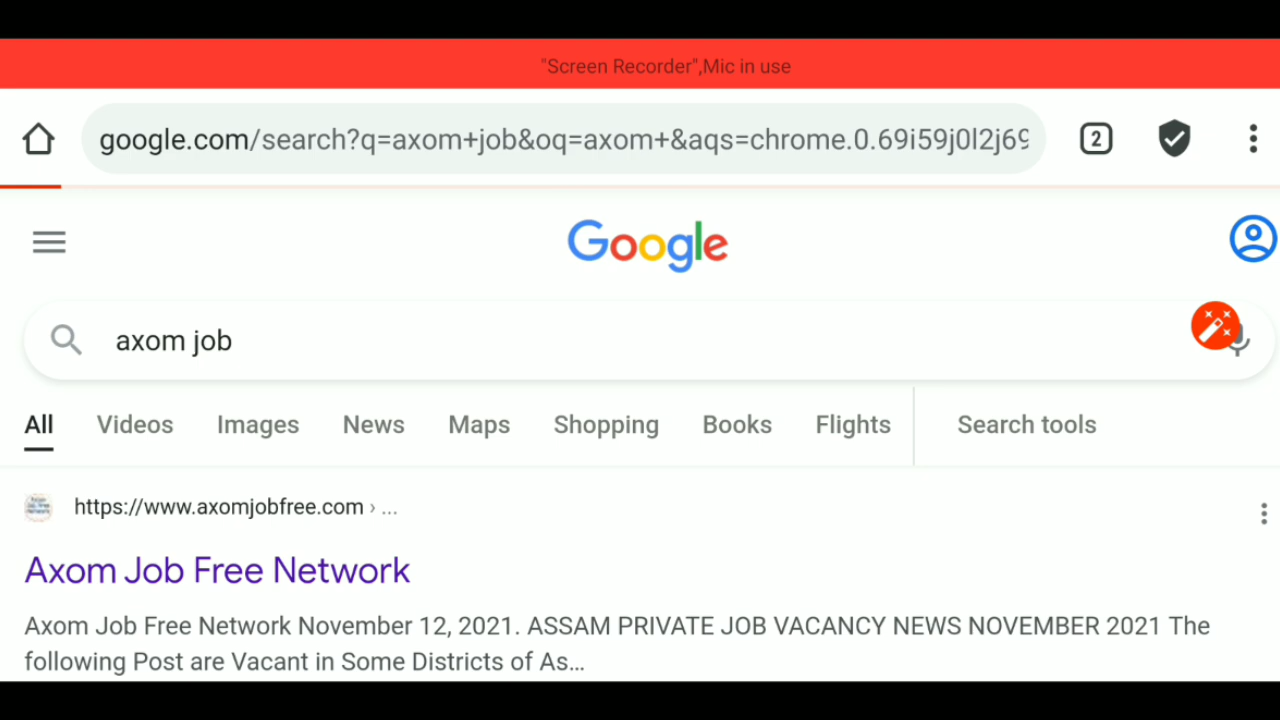 "Screen Recorder",Mic in use
google.com/search?q=axom+job&oq=axom+&aqs=chrome.0.69i59j0l2j69
2
Google
axom job
All Videos Images News Maps Shopping Books Flights Search tools
https://www.axomjobfree.com › ...
Axom Job Free Network
Axom Job Free Network November 12, 2021. ASSAM PRIVATE JOB VACANCY NEWS NOVEMBER 2021 The
following Post are Vacant in Some Districts of As...